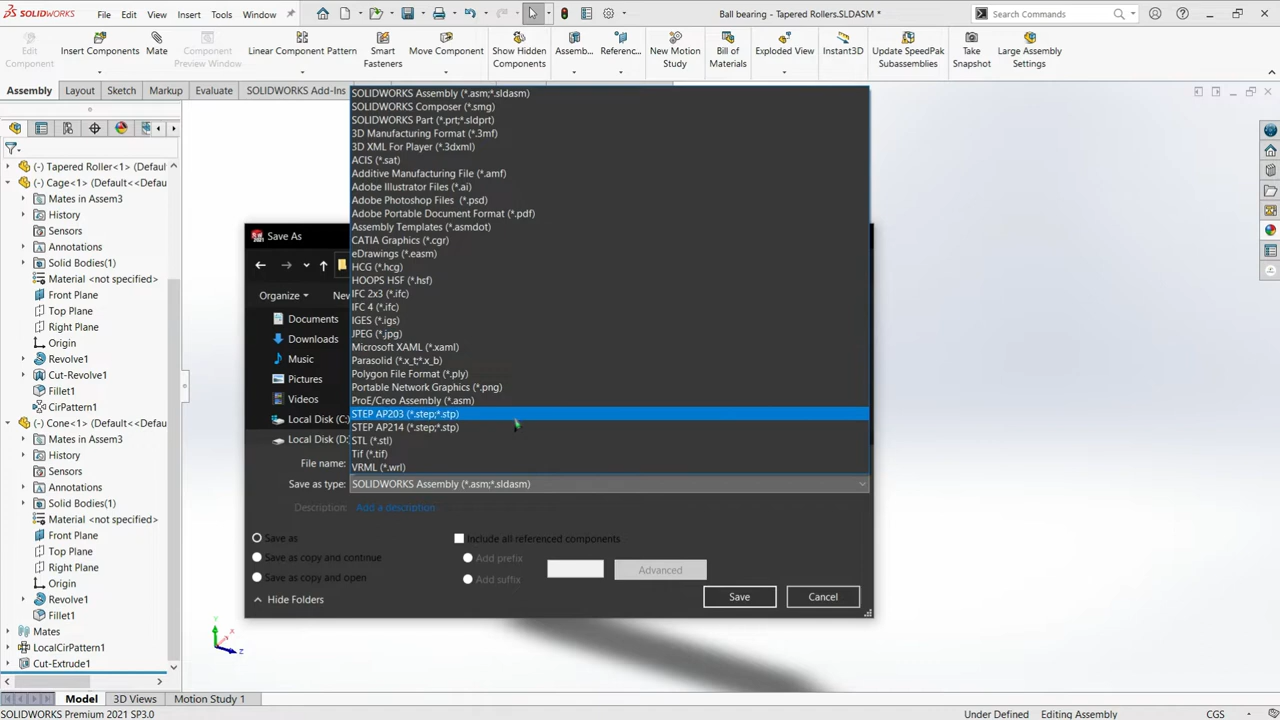 SOLIDWORKS
File Edit View Insert Tools Window
Ball bearing - Tapered Rollers.SLDASM *
Search Commands
Edit Component
Insert Components
Mate
Component Preview Window
Linear Component Pattern
Smart Fasteners
Move Component
Show Hidden Components
Assemb...
Referenc...
New Motion Study
Bill of Materials
Exploded View
Instant3D
Update SpeedPak Subassemblies
Take Snapshot
Large Assembly Settings
Assembly Layout Sketch Markup Evaluate SOLIDWORKS Add-Ins
(-) Tapered Roller<1> (Defaul
(-) Cage<1> (Default<<Defau
Mates in Assem3
History
Sensors
Annotations
Solid Bodies(1)
Material <not specified>
Front Plane
Top Plane
Right Plane
Origin
Revolve1
Cut-Revolve1
Fillet1
CirPattern1
(-) Cone<1> (Default<<Defau
Mates in Assem3
History
Sensors
Annotations
Solid Bodies(1)
Material <not specified>
Front Plane
Top Plane
Right Plane
Origin
Revolve1
Fillet1
Mates
LocalCirPattern1
Cut-Extrude1
SOLIDWORKS Assembly (*.asm;*.sldasm)
SOLIDWORKS Composer (*.smg)
SOLIDWORKS Part (*.prt;*.sldprt)
3D Manufacturing Format (*.3mf)
3D XML For Player (*.3dxml)
ACIS (*.sat)
Additive Manufacturing File (*.amf)
Adobe Illustrator Files (*.ai)
Adobe Photoshop Files (*.psd)
Adobe Portable Document Format (*.pdf)
Assembly Templates (*.asmdot)
CATIA Graphics (*.cgr)
eDrawings (*.easm)
HCG (*.hcg)
HOOPS HSF (*.hsf)
IFC 2x3 (*.ifc)
IFC 4 (*.ifc)
IGES (*.igs)
JPEG (*.jpg)
Microsoft XAML (*.xaml)
Parasolid (*.x_t;*.x_b)
Polygon File Format (*.ply)
Portable Network Graphics (*.png)
ProE/Creo Assembly (*.asm)
STEP AP203 (*.step;*.stp)
STEP AP214 (*.step;*.stp)
STL (*.stl)
Tif (*.tif)
VRML (*.wrl)
Save As
Organize
New
Documents
Downloads
Music
Pictures
Videos
Local Disk (C:
Local Disk (D:
File name:
Save as type: SOLIDWORKS Assembly (*.asm;*.sldasm)
Description: Add a description
Save as
Save as copy and continue
Save as copy and open
Include all referenced components
Add prefix
Add suffix
Advanced
Hide Folders
Save
Cancel
Y
X
Z
Model 3D Views Motion Study 1
SOLIDWORKS Premium 2021 SP3.0
Under Defined Editing Assembly CGS